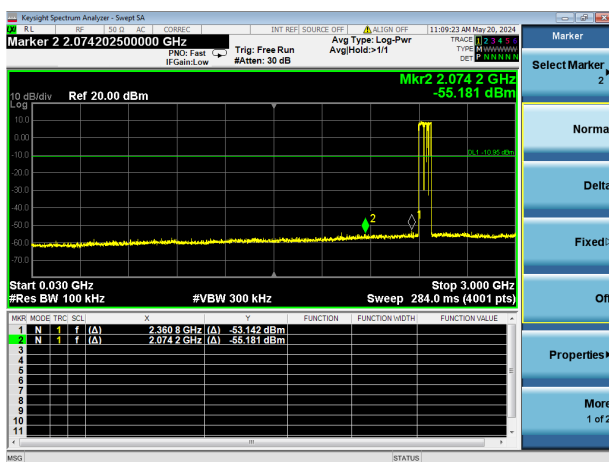 Keysight Spectrum Analyzer - Swept SA
RL RF 50 Ω AC CORREC INT REF SOURCE OFF ALIGN OFF 11:09:23 AM May 20, 2024
Marker 2 2.074202500000 GHz
PNO: Fast
IFGain:Low
Trig: Free Run
#Atten: 30 dB
Avg Type: Log-Pwr
Avg|Hold:>1/1
TRACE 1 2 3 4 5 6
TYPE M W W W W W
DET P N N N N N
Mkr2 2.074 2 GHz
-55.181 dBm
10 dB/div Ref 20.00 dBm
Log
10.0
0.00
-10.0
-20.0
-30.0
-40.0
-50.0
-60.0
-70.0
DL1 -10.95 dBm
2
1
Start 0.030 GHz Stop 3.000 GHz
#Res BW 100 kHz #VBW 300 kHz Sweep 284.0 ms (4001 pts)
MKR MODE TRC SCL X Y FUNCTION FUNCTION WIDTH FUNCTION VALUE
1 N 1 f (Δ) 2.360 8 GHz (Δ) -53.142 dBm
2 N 1 f (Δ) 2.074 2 GHz (Δ) -55.181 dBm
3
4
5
6
7
8
9
10
11
MSG STATUS
Marker
Select Marker
2
Norma
Delta
Fixed
Off
Properties
More
1 of 2